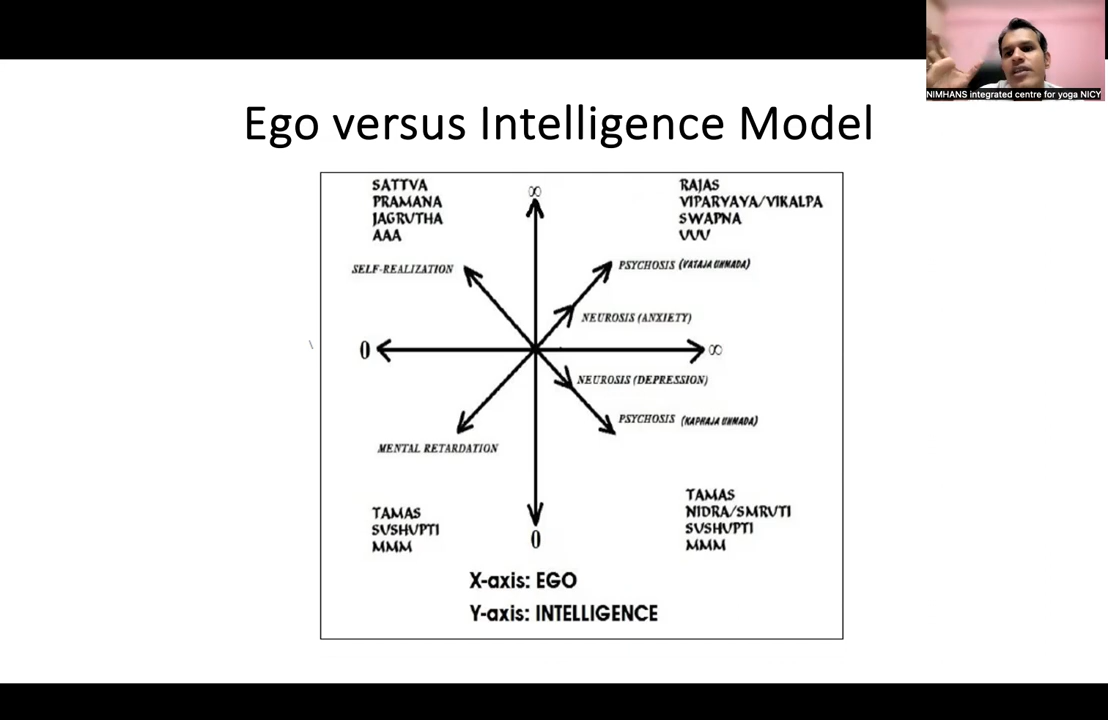 NIMHANS integrated centre for yoga NICY
Ego versus Intelligence Model
SATTVA
PRAMANA
JAGRUTHA
AAA
∞
RAJAS
VIPARYAYA/VIKALPA
SWAPNA
UUU
SELF-REALIZATION
PSYCHOSIS (VATAJA UNMADA)
NEUROSIS (ANXIETY)
0
∞
NEUROSIS (DEPRESSION)
PSYCHOSIS (KAPHAJA UNMADA)
MENTAL RETARDATION
TAMAS
SUSHUPTI
MMM
0
TAMAS
NIDRA/SMRUTI
SUSHUPTI
MMM
X-axis: EGO
Y-axis: INTELLIGENCE